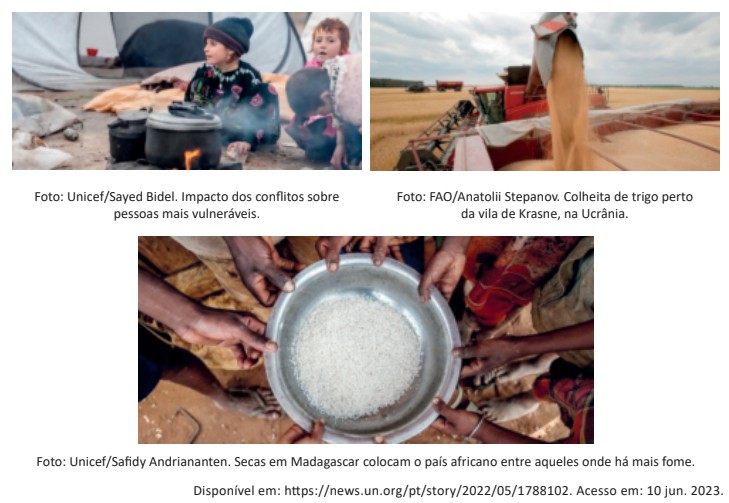 Foto: Unicef/Sayed Bidel. Impacto dos conflitos sobre
pessoas mais vulneráveis.
Foto: FAO/Anatolii Stepanov. Colheita de trigo perto
da vila de Krasne, na Ucrânia.
Foto: Unicef/Safidy Andriananten. Secas em Madagascar colocam o país africano entre aqueles onde há mais fome.
Disponível em: https://news.un.org/pt/story/2022/05/1788102. Acesso em: 10 jun. 2023.